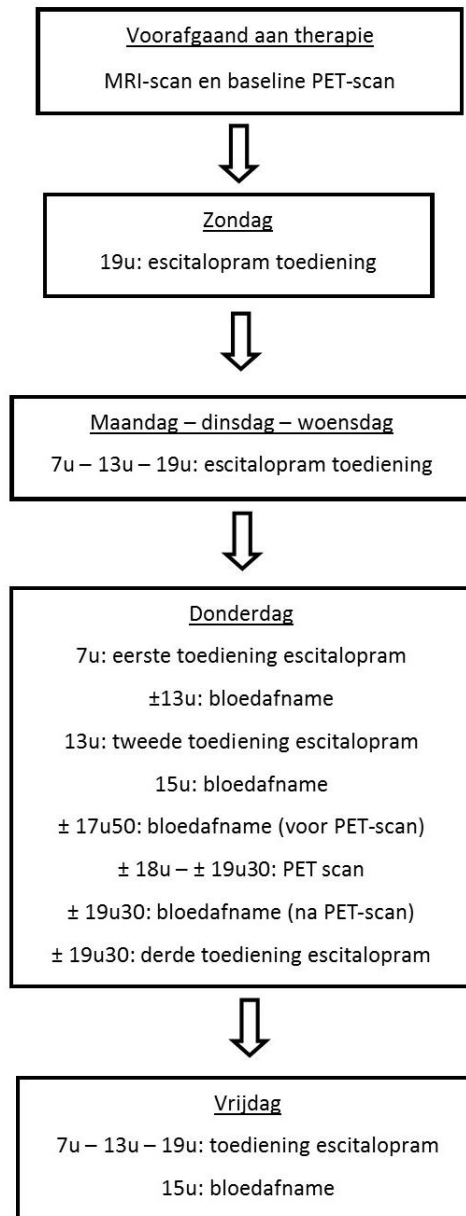 Voorafgaand aan therapie
MRI-scan en baseline PET-scan
Zondag
19u: escitalopram toediening
Maandag – dinsdag – woensdag
7u – 13u – 19u: escitalopram toediening
Donderdag
7u: eerste toediening escitalopram
±13u: bloedafname
13u: tweede toediening escitalopram
15u: bloedafname
± 17u50: bloedafname (voor PET-scan)
± 18u – ± 19u30: PET scan
± 19u30: bloedafname (na PET-scan)
± 19u30: derde toediening escitalopram
Vrijdag
7u – 13u – 19u: toediening escitalopram
15u: bloedafname